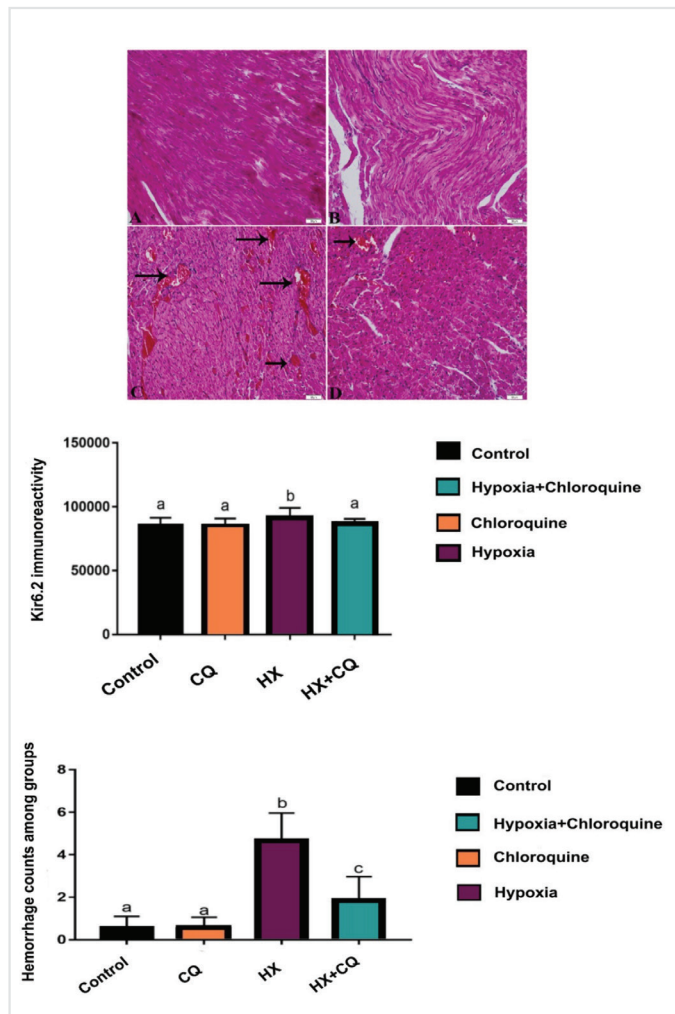 A
B
C
D
Kir6.2 immunoreactivity
150000
100000
50000
0
a
a
b
a
Control
CQ
HX
HX+CQ
Control
Hypoxia+Chloroquine
Chloroquine
Hypoxia
Hemorrhage counts among groups
8
6
4
2
0
a
a
b
c
Control
CQ
HX
HX+CQ
Control
Hypoxia+Chloroquine
Chloroquine
Hypoxia